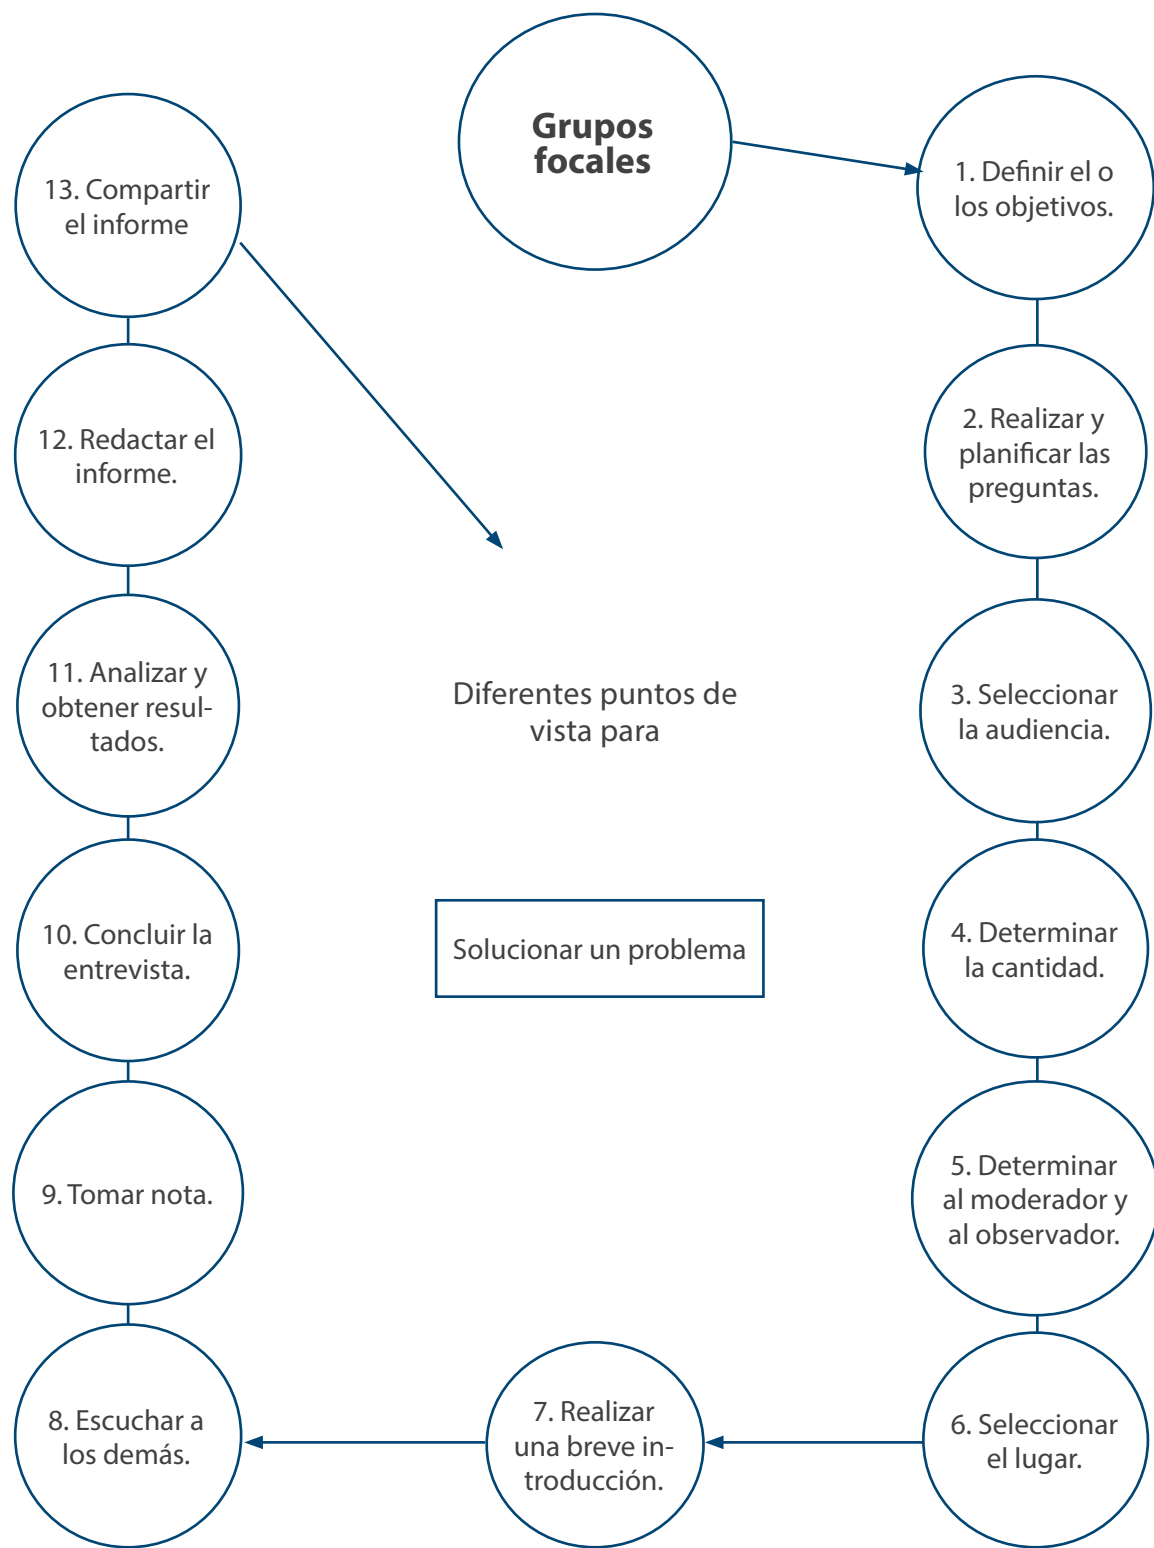 Grupos
focales
1. Definir el o
los objetivos.
2. Realizar y
planificar las
preguntas.
3. Seleccionar
la audiencia.
4. Determinar
la cantidad.
5. Determinar
al moderador y
al observador.
6. Seleccionar
el lugar.
7. Realizar
una breve in-
troducción.
8. Escuchar a
los demás.
9. Tomar nota.
10. Concluir la
entrevista.
11. Analizar y
obtener resul-
tados.
12. Redactar el
informe.
13. Compartir
el informe
Diferentes puntos de
vista para
Solucionar un problema